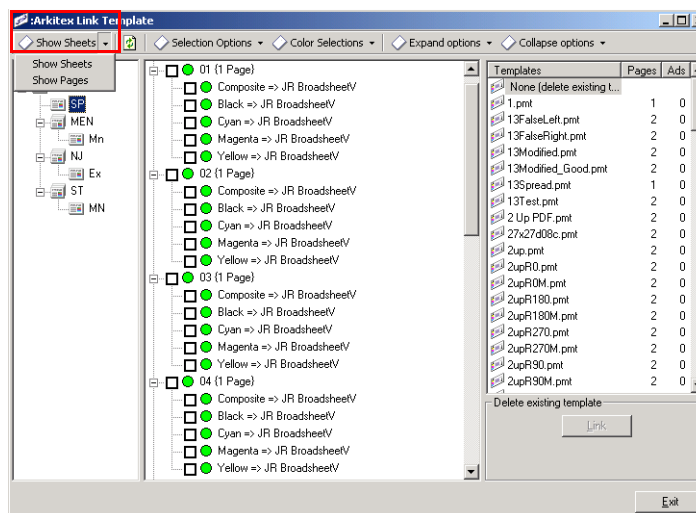 :Arkitex Link Template
Show Sheets
Selection Options
Color Selections
Expand options
Collapse options
Show Sheets
Show Pages
SP
MEN
Mn
NJ
Ex
ST
MN
01 {1 Page}
Composite => JR BroadsheetV
Black => JR BroadsheetV
Cyan => JR BroadsheetV
Magenta => JR BroadsheetV
Yellow => JR BroadsheetV
02 {1 Page}
Composite => JR BroadsheetV
Black => JR BroadsheetV
Cyan => JR BroadsheetV
Magenta => JR BroadsheetV
Yellow => JR BroadsheetV
03 {1 Page}
Composite => JR BroadsheetV
Black => JR BroadsheetV
Cyan => JR BroadsheetV
Magenta => JR BroadsheetV
Yellow => JR BroadsheetV
04 {1 Page}
Composite => JR BroadsheetV
Black => JR BroadsheetV
Cyan => JR BroadsheetV
Magenta => JR BroadsheetV
Yellow => JR BroadsheetV
Templates Pages Ads
None (delete existing t...
1.pmt 1 0
13FalseLeft.pmt 2 0
13FalseRight.pmt 2 0
13Modified.pmt 2 0
13Modified_Good.pmt 2 0
13Spread.pmt 1 0
13Test.pmt 2 0
2 Up PDF.pmt 2 0
27x27d08c.pmt 2 0
2up.pmt 2 0
2upR0.pmt 2 0
2upR0M.pmt 2 0
2upR180.pmt 2 0
2upR180M.pmt 2 0
2upR270.pmt 2 0
2upR270M.pmt 2 0
2upR90.pmt 2 0
2upR90M.pmt 2 0
Delete existing template
Link
Exit